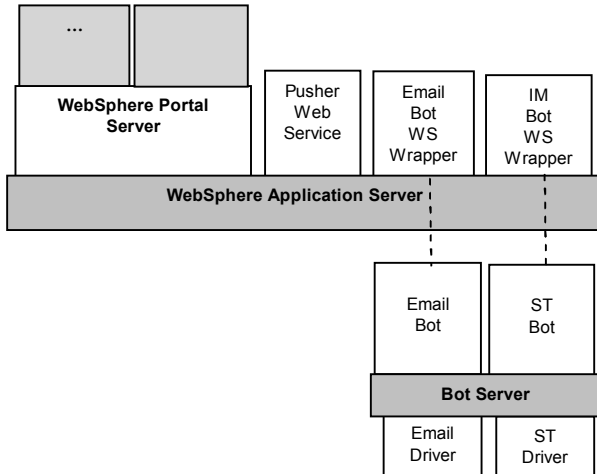 ...
WebSphere Portal
Server
Pusher
Web
Service
Email
Bot
WS
Wrapper
IM
Bot
WS
Wrapper
WebSphere Application Server
Email
Bot
ST
Bot
Bot Server
Email
Driver
ST
Driver